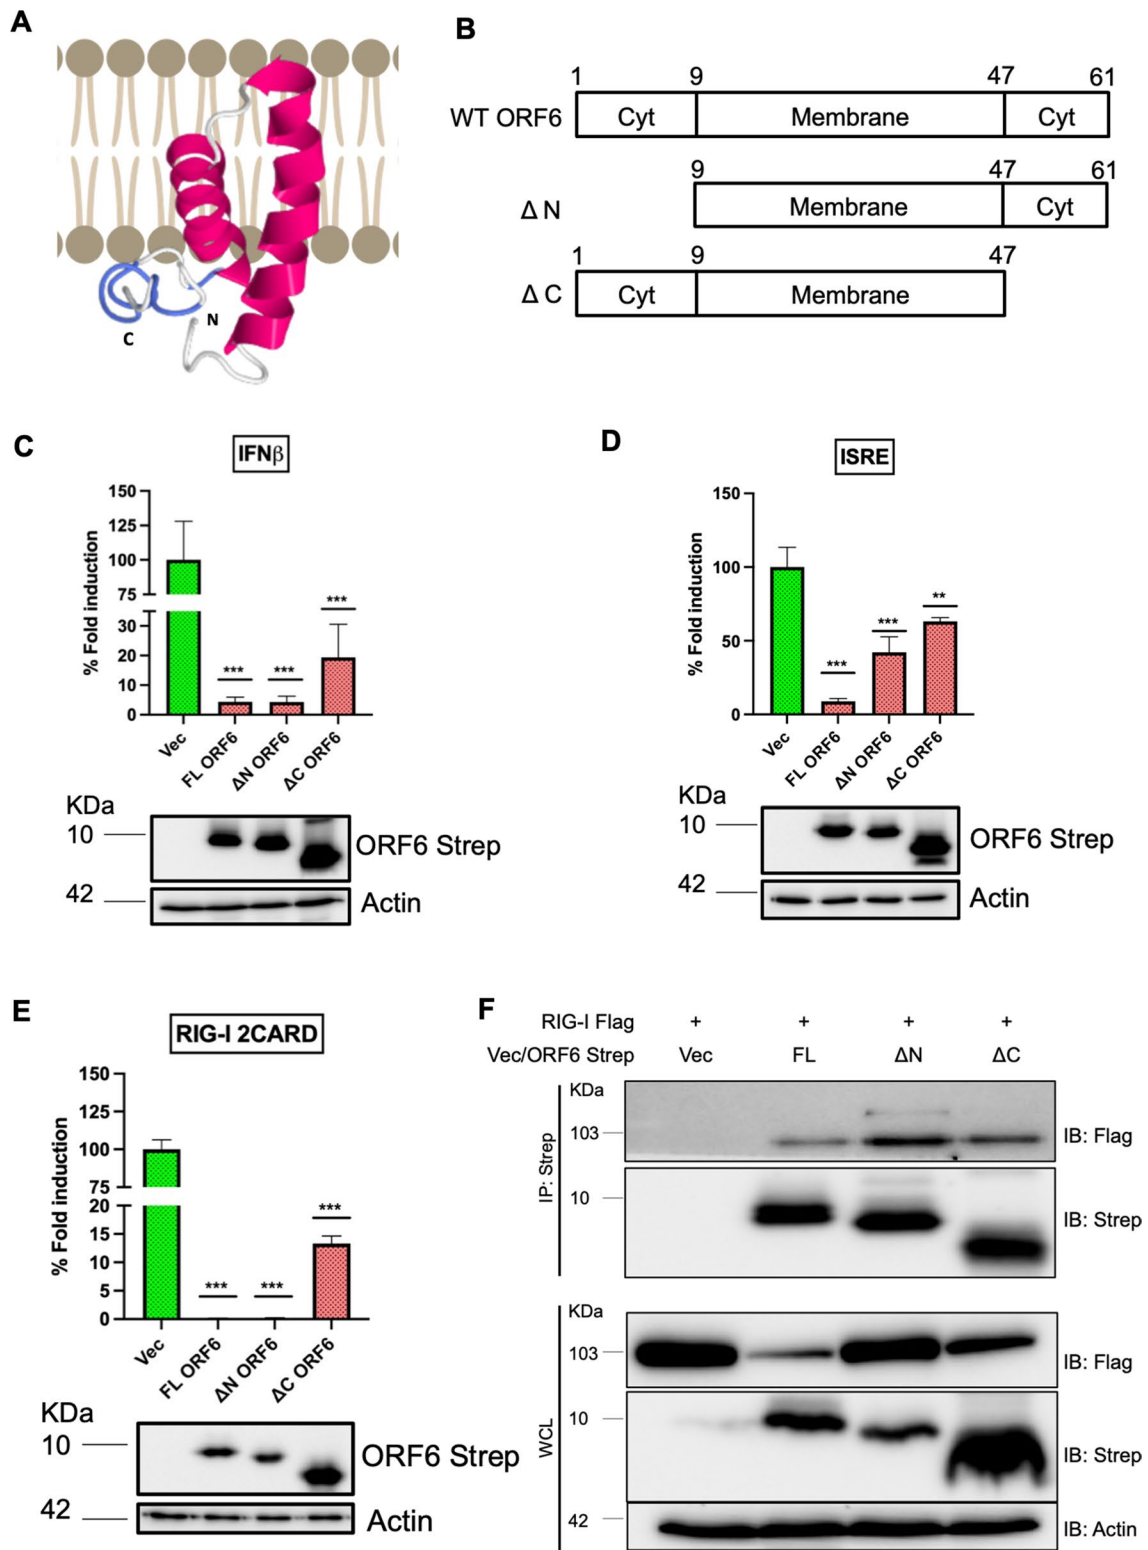 A
N
C
B
1 9 47 61
WT ORF6 Cyt Membrane Cyt
9 47 61
Δ N Membrane Cyt
1 9 47
Δ C Cyt Membrane
C
IFNβ
% Fold induction
150
125
100
75
30
20
10
0
*** *** ***
Vec FL ORF6 ΔN ORF6 ΔC ORF6
KDa
10 ORF6 Strep
42 Actin
D
ISRE
% Fold induction
150
100
50
0
*** *** **
Vec FL ORF6 ΔN ORF6 ΔC ORF6
KDa
10 ORF6 Strep
42 Actin
E
RIG-I 2CARD
% Fold induction
150
125
100
75
20
15
10
5
0
*** *** ***
Vec FL ORF6 ΔN ORF6 ΔC ORF6
KDa
10 ORF6 Strep
42 Actin
F
RIG-I Flag + + + +
Vec/ORF6 Strep Vec FL ΔN ΔC
IP: Strep
KDa
103 IB: Flag
10 IB: Strep
WCL
KDa
103 IB: Flag
10 IB: Strep
42 IB: Actin